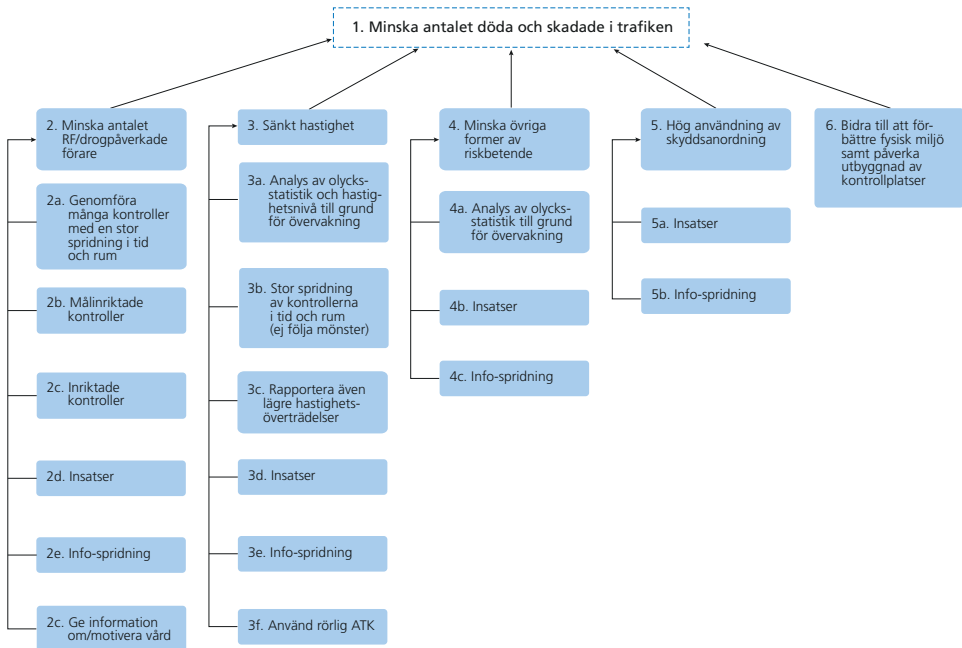 1. Minska antalet döda och skadade i trafiken
2. Minska antalet
RF/drogpåverkade
förare
2a. Genomföra
många kontroller
med en stor
spridning i tid
och rum
2b. Målinriktade
kontroller
2c. Inriktade
kontroller
2d. Insatser
2e. Info-spridning
2c. Ge information
om/motivera vård
3. Sänkt hastighet
3a. Analys av olycks-
statistik och hastig-
hetsnivå till grund
för övervakning
3b. Stor spridning
av kontrollerna
i tid och rum
(ej följa mönster)
3c. Rapportera även
lägre hastighets-
överträdelser
3d. Insatser
3e. Info-spridning
3f. Använd rörlig ATK
4. Minska övriga
former av
riskbetende
4a. Analys av olycks-
statistik till grund
för övervakning
4b. Insatser
4c. Info-spridning
5. Hög användning av
skyddsanordning
5a. Insatser
5b. Info-spridning
6. Bidra till att för-
bättre fysisk miljö
samt påverka
utbyggnad av
kontrollplatser